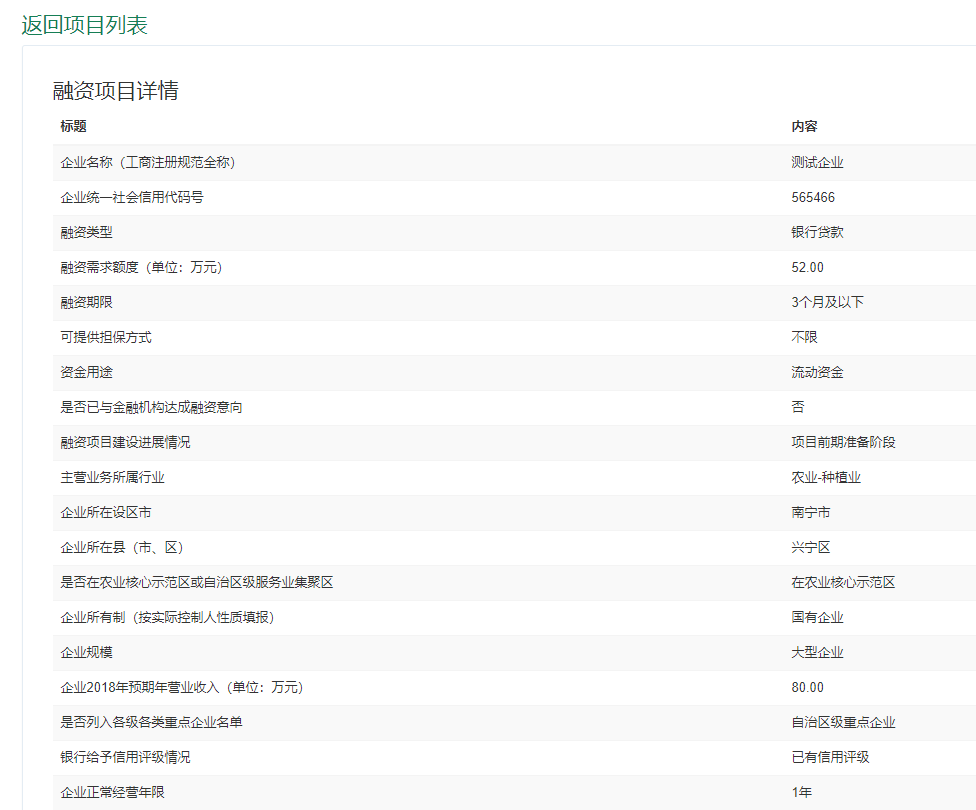 返回项目列表
融资项目详情
标题 内容
企业名称（工商注册规范全称） 测试企业
企业统一社会信用代码号 565466
融资类型 银行贷款
融资需求额度（单位：万元） 52.00
融资期限 3个月及以下
可提供担保方式 不限
资金用途 流动资金
是否已与金融机构达成融资意向 否
融资项目建设进展情况 项目前期准备阶段
主营业务所属行业 农业-种植业
企业所在设区市 南宁市
企业所在县（市、区） 兴宁区
是否在农业核心示范区或自治区级服务业集聚区 在农业核心示范区
企业所有制（按实际控制人性质填报） 国有企业
企业规模 大型企业
企业2018年预期年营业收入（单位：万元） 80.00
是否列入各级各类重点企业名单 自治区级重点企业
银行给予信用评级情况 已有信用评级
企业正常经营年限 1年